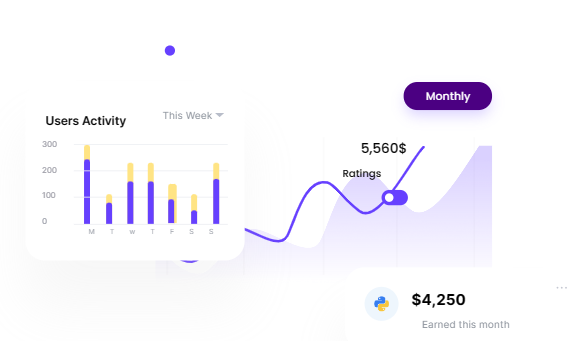 Monthly
Users Activity
This Week
5,560$
Ratings
300
200
100
0
M T w T F S S
$4,250
Earned this month